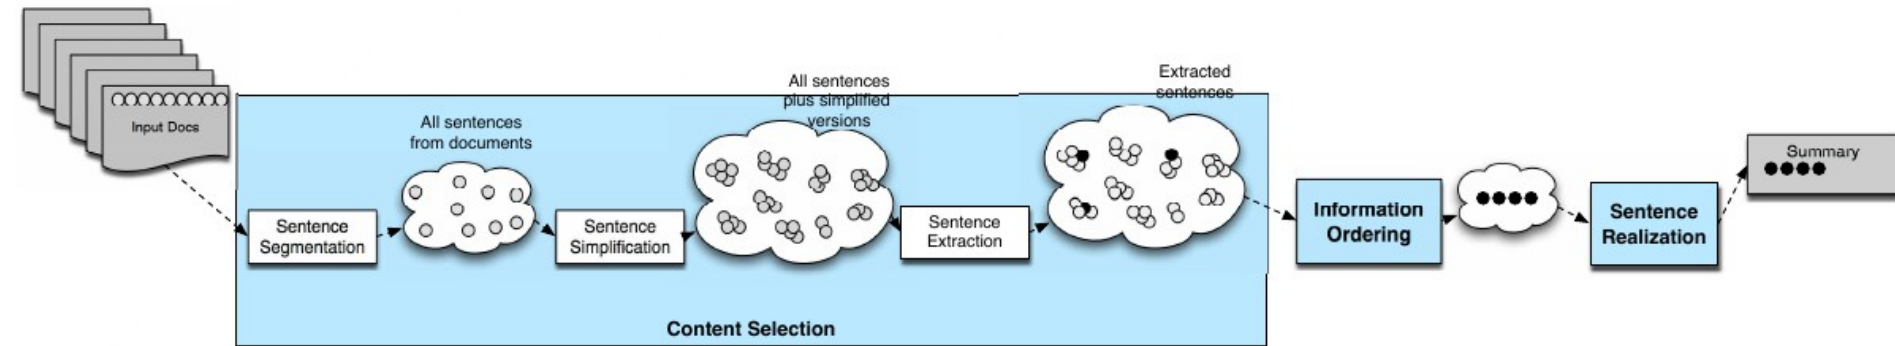 Input Docs
Sentence
Segmentation
All sentences
from documents
Sentence
Simplification
All sentences
plus simplified
versions
Sentence
Extraction
Extracted
sentences
Content Selection
Information
Ordering
Sentence
Realization
Summary